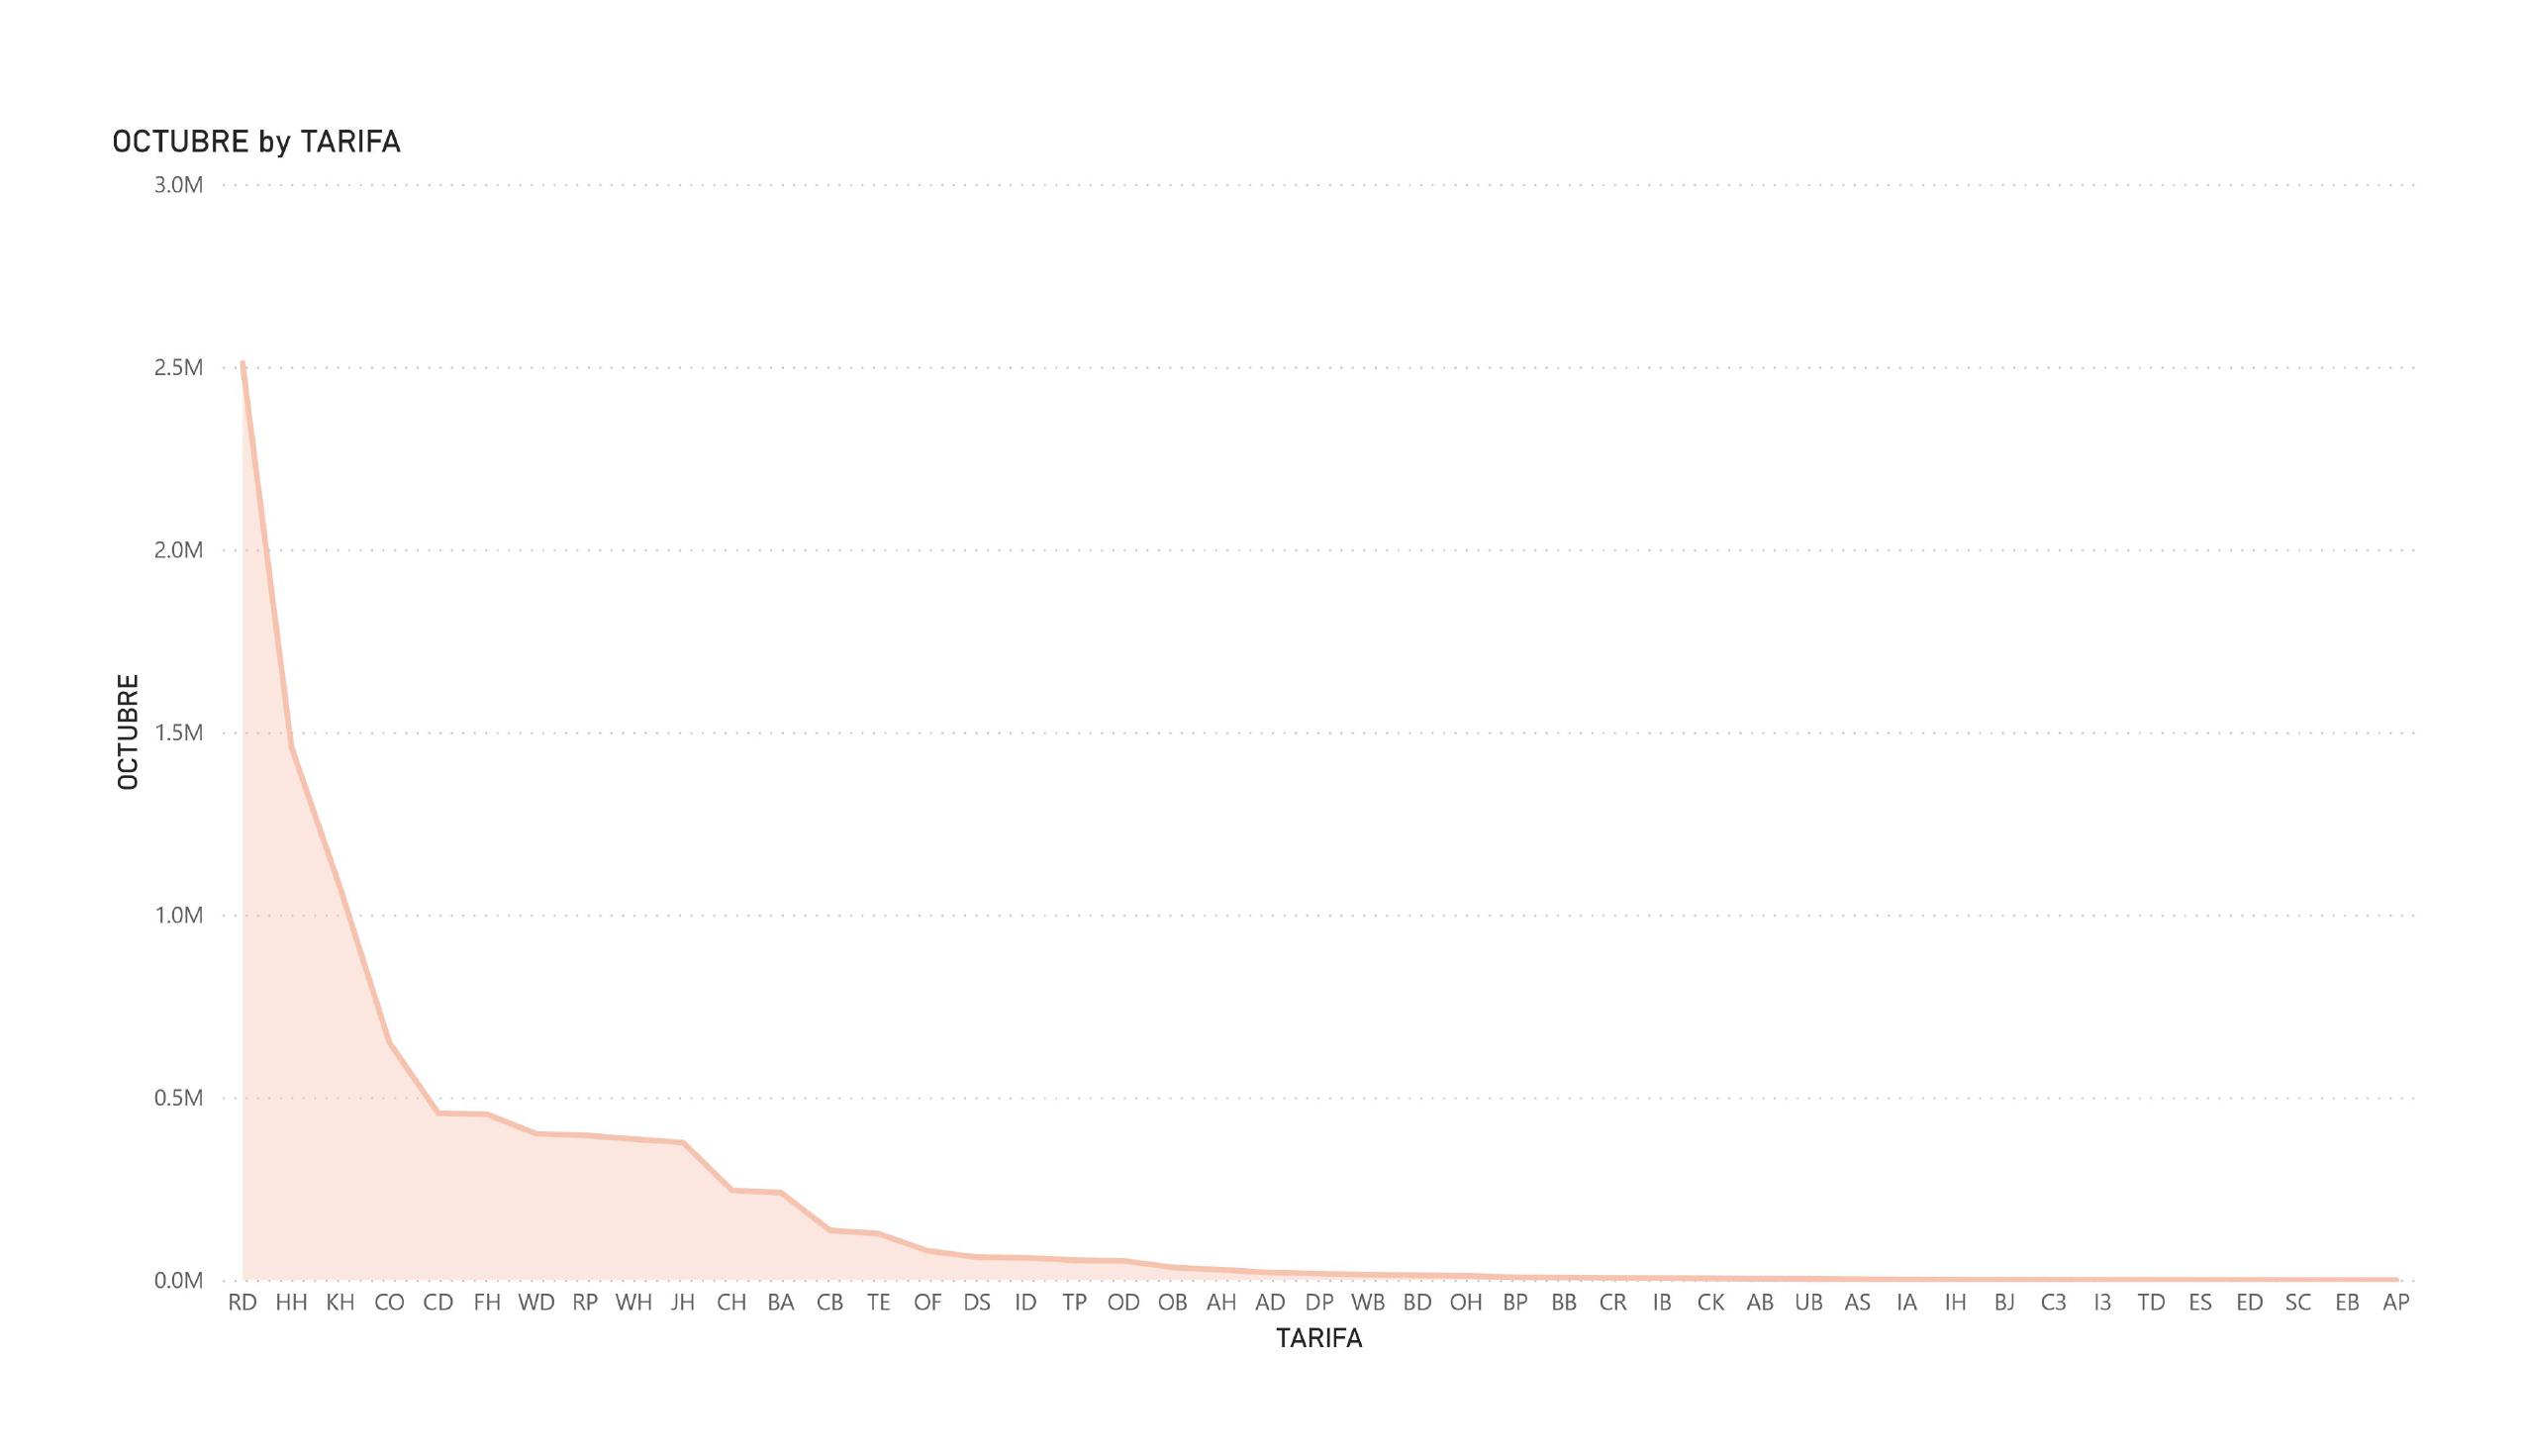 OCTUBRE by TARIFA
3.0M
2.5M
2.0M
1.5M
1.0M
0.5M
0.0M
OCTUBRE
RD HH KH CO CD FH WD RP WH JH CH BA CB TE OF DS ID TP OD OB AH AD DP WB BD OH BP BB CR IB CK AB UB AS IA IH BJ C3 I3 TD ES ED SC EB AP
TARIFA